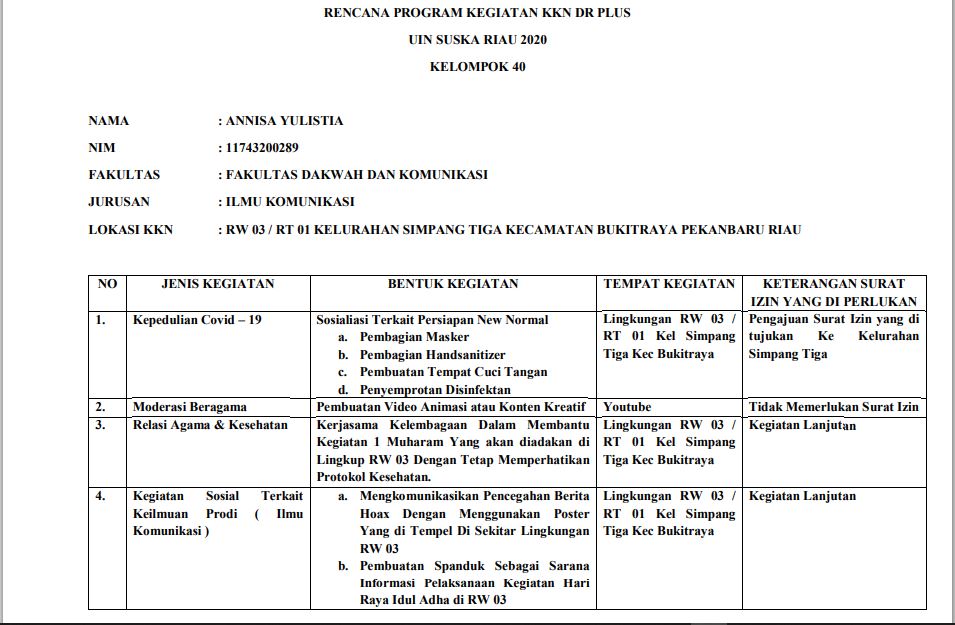 RENCANA PROGRAM KEGIATAN KKN DR PLUS
UIN SUSKA RIAU 2020
KELOMPOK 40
NAMA : ANNISA YULISTIA
NIM : 11743200289
FAKULTAS : FAKULTAS DAKWAH DAN KOMUNIKASI
JURUSAN : ILMU KOMUNIKASI
LOKASI KKN : RW 03 / RT 01 KELURAHAN SIMPANG TIGA KECAMATAN BUKITRAYA PEKANBARU RIAU
NO JENIS KEGIATAN BENTUK KEGIATAN TEMPAT KEGIATAN KETERANGAN SURAT
IZIN YANG DI PERLUKAN
1. Kepedulian Covid – 19
Sosialiasi Terkait Persiapan New Normal
a. Pembagian Masker
b. Pembagian Handsanitizer
c. Pembuatan Tempat Cuci Tangan
d. Penyemprotan Disinfektan
Lingkungan RW 03 /
RT 01 Kel Simpang
Tiga Kec Bukitraya
Pengajuan Surat Izin yang di
tujukan Ke Kelurahan
Simpang Tiga
2. Moderasi Beragama Pembuatan Video Animasi atau Konten Kreatif Youtube Tidak Memerlukan Surat Izin
3. Relasi Agama & Kesehatan
Kerjasama Kelembagaan Dalam Membantu
Kegiatan 1 Muharam Yang akan diadakan di
Lingkup RW 03 Dengan Tetap Memperhatikan
Protokol Kesehatan.
Lingkungan RW 03 /
RT 01 Kel Simpang
Tiga Kec Bukitraya
Kegiatan Lanjutan
4. Kegiatan Sosial Terkait
Keilmuan Prodi ( Ilmu
Komunikasi )
a. Mengkomunikasikan Pencegahan Berita
Hoax Dengan Menggunakan Poster
Yang di Tempel Di Sekitar Lingkungan
RW 03
b. Pembuatan Spanduk Sebagai Sarana
Informasi Pelaksanaan Kegiatan Hari
Raya Idul Adha di RW 03
Lingkungan RW 03 /
RT 01 Kel Simpang
Tiga Kec Bukitraya
Kegiatan Lanjutan